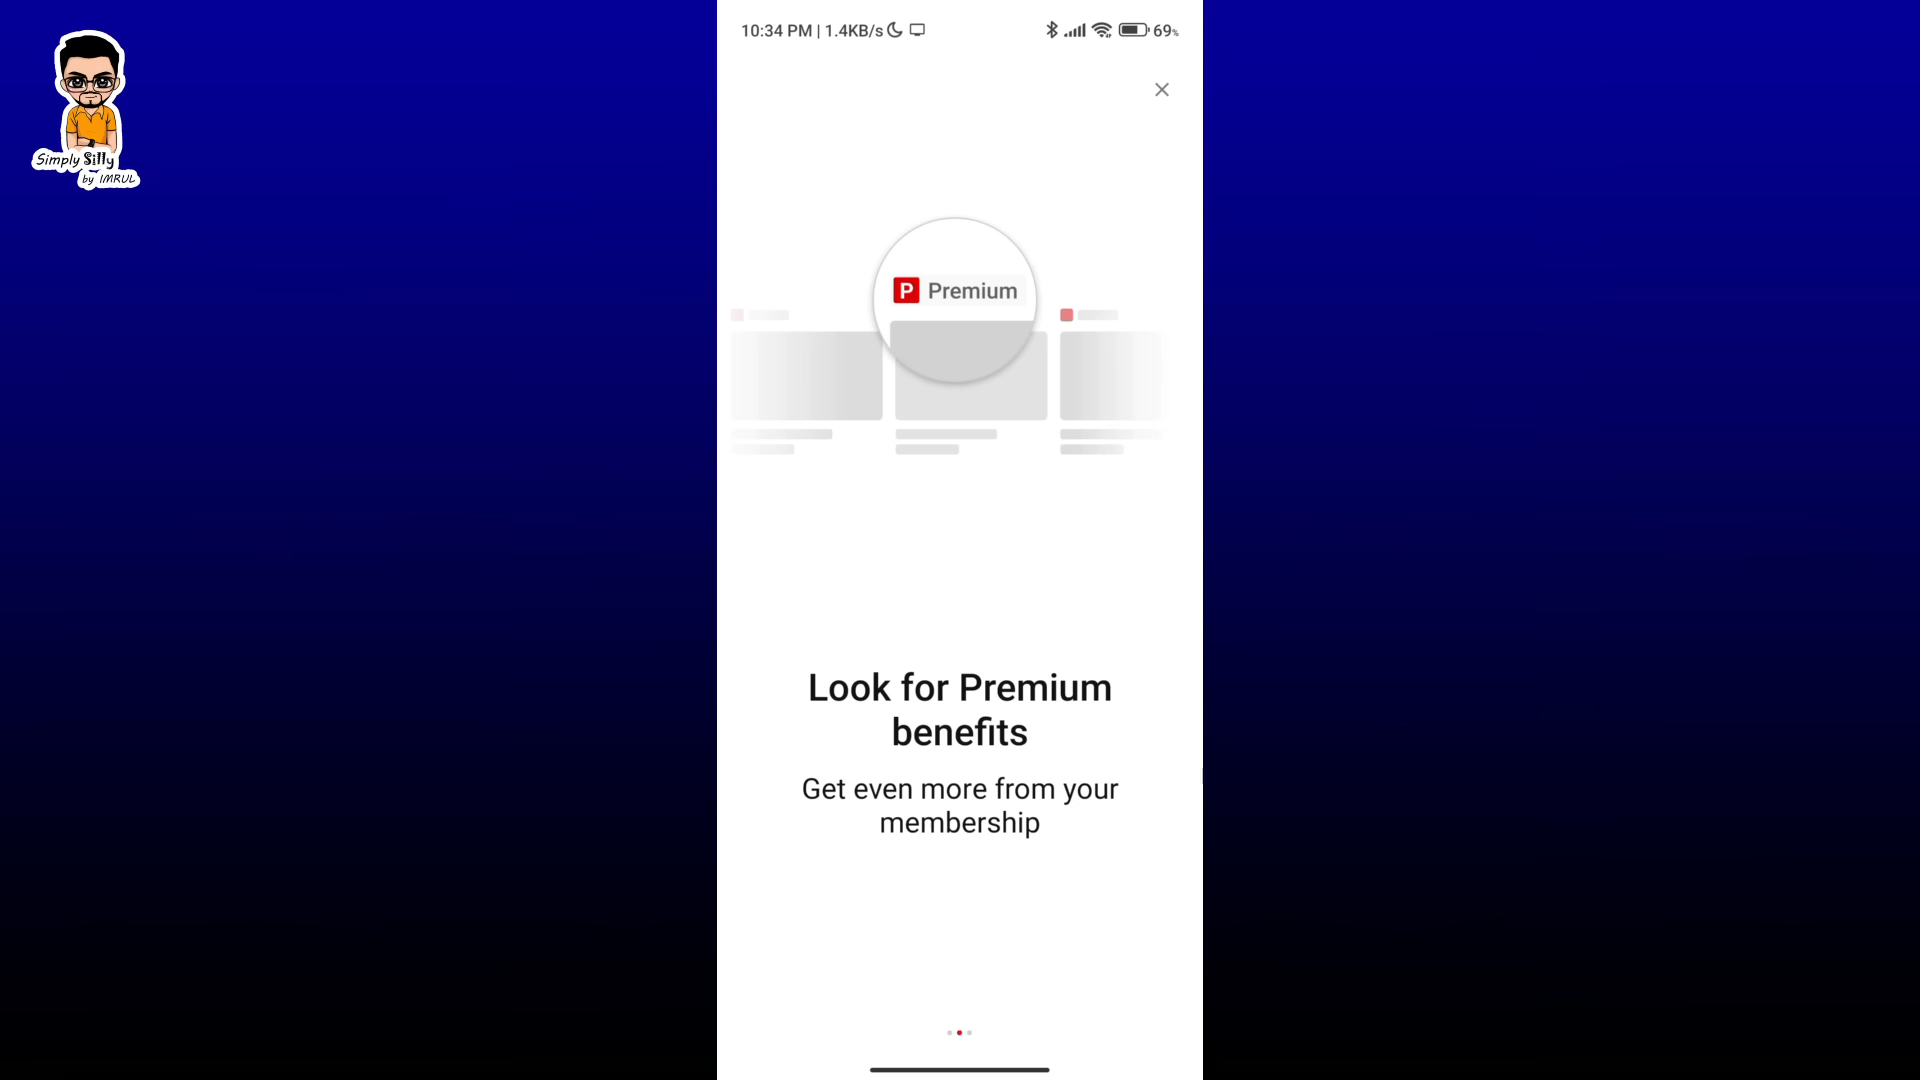 10:34 PM | 1.4KB/s
69%
Simply Silly
by IMRUL
P Premium
Look for Premium
benefits
Get even more from your
membership